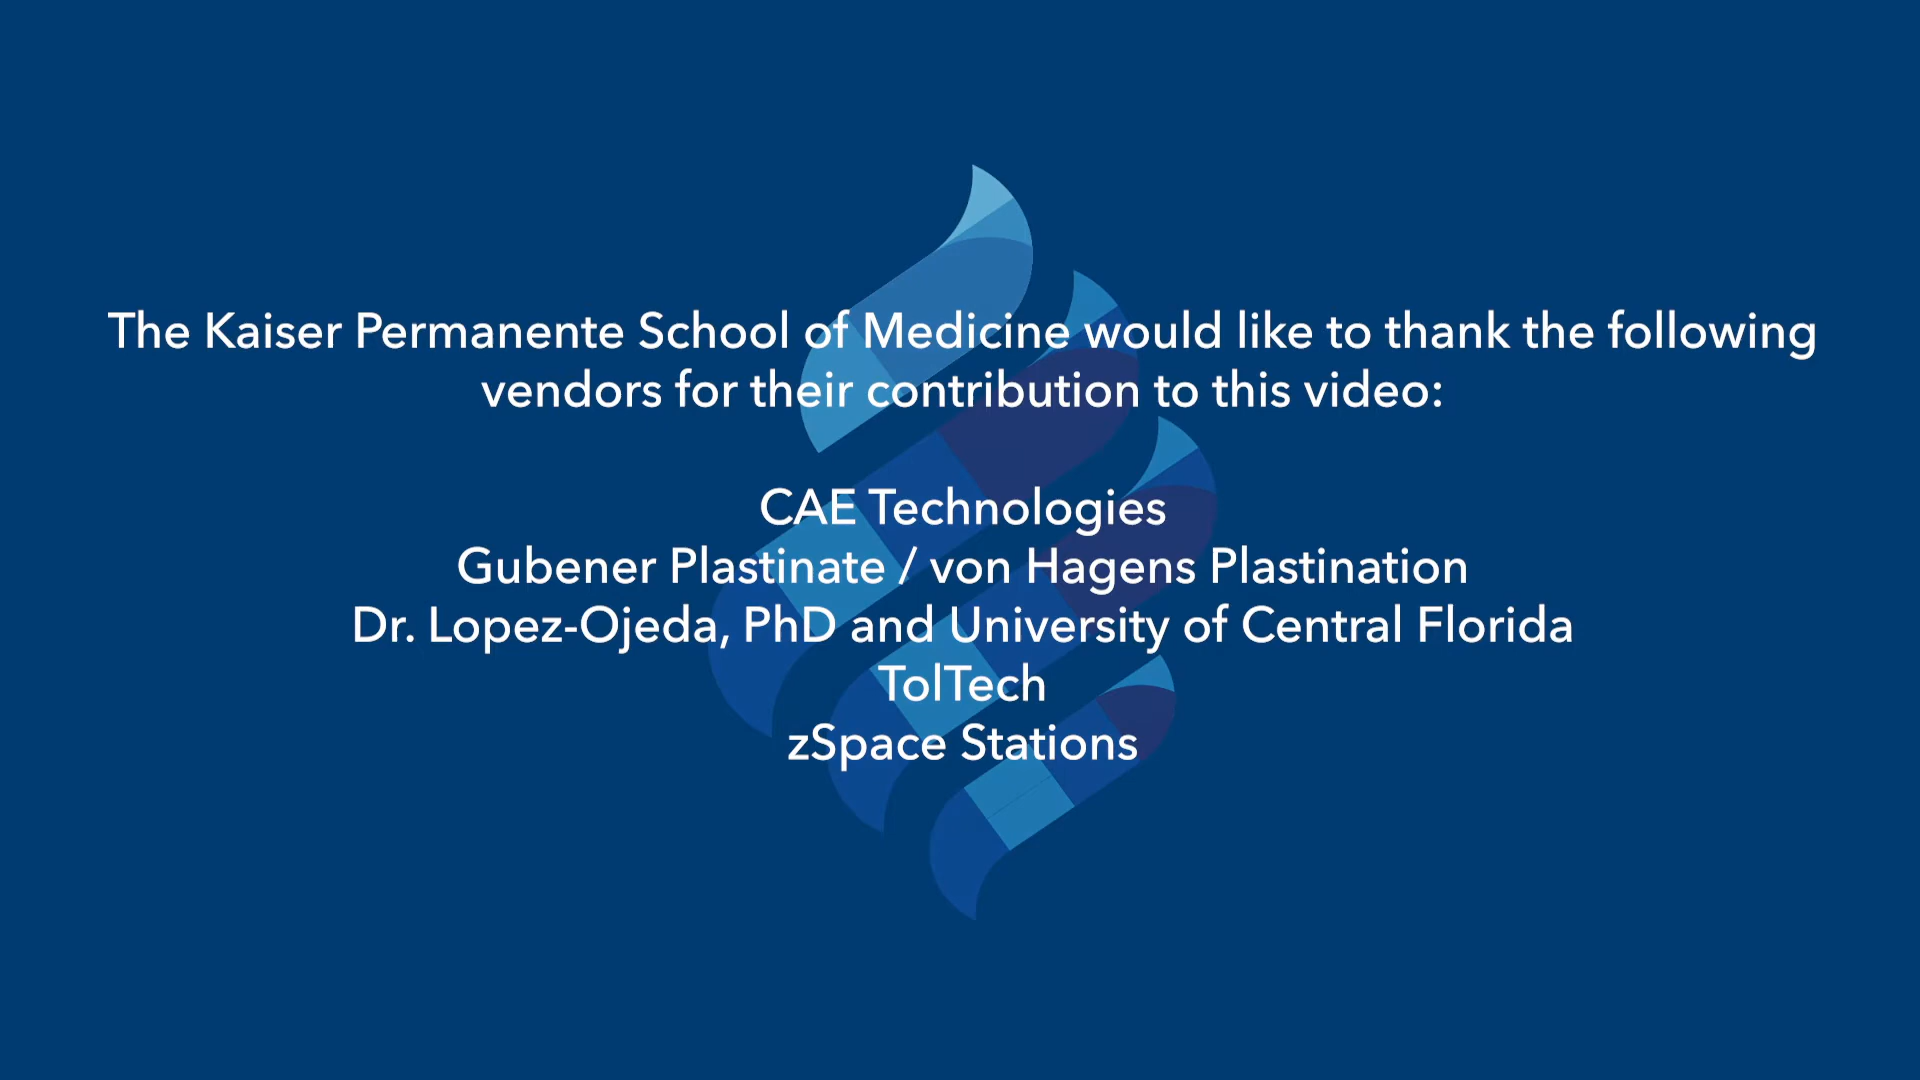 The Kaiser Permanente School of Medicine would like to thank the following
vendors for their contribution to this video:
CAE Technologies
Gubener Plastinate / von Hagens Plastination
Dr. Lopez-Ojeda, PhD and University of Central Florida
TolTech
zSpace Stations